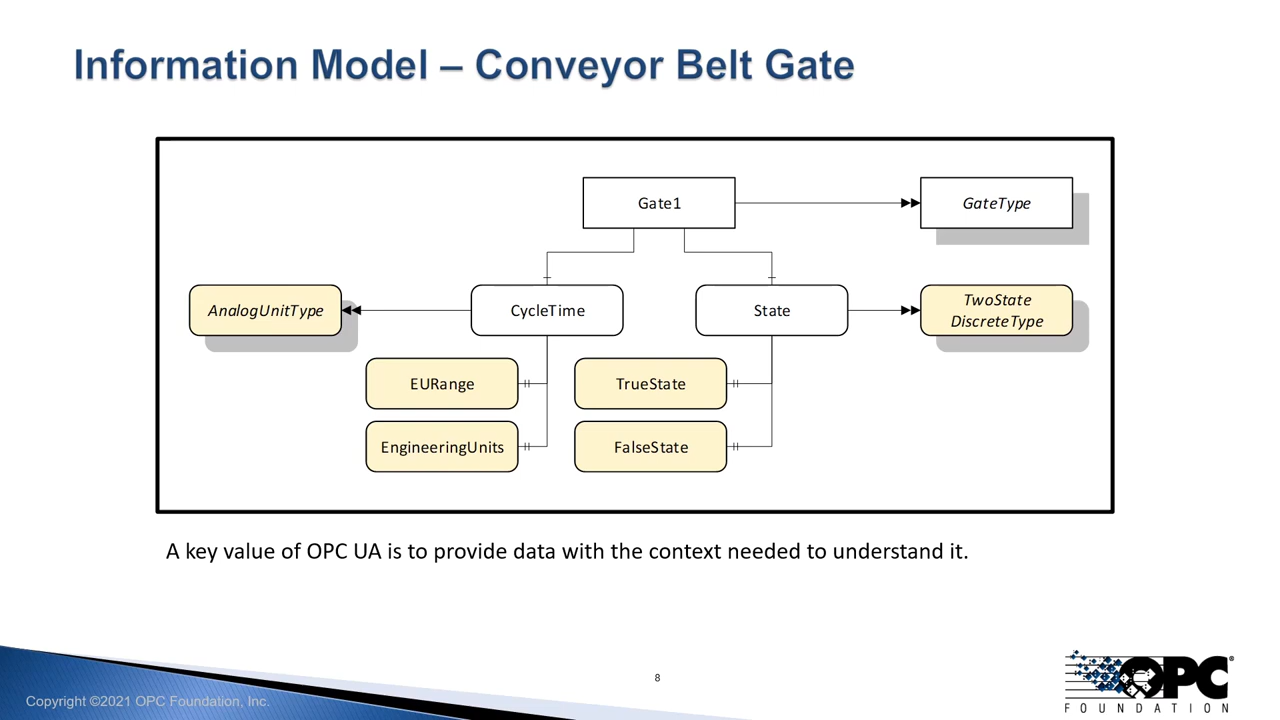 Information Model – Conveyor Belt Gate
Gate1
GateType
AnalogUnitType
CycleTime
State
TwoState
DiscreteType
EURange
TrueState
EngineeringUnits
FalseState
A key value of OPC UA is to provide data with the context needed to understand it.
8
Copyright ©2021 OPC Foundation, Inc.
OPC®
FOUNDATION